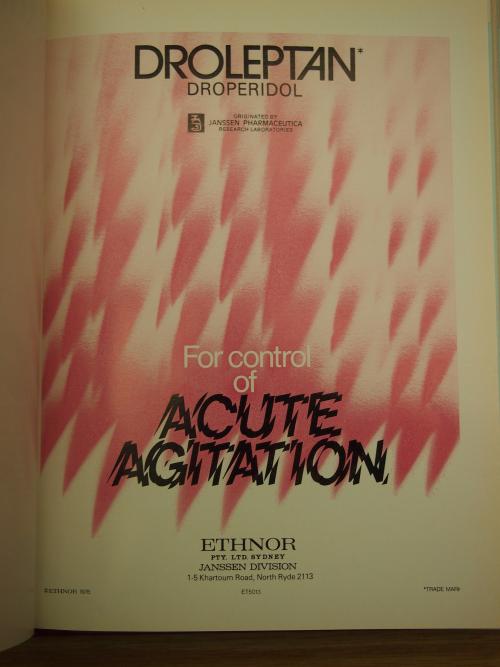 DROLEPTAN*
DROPERIDOL
ORIGINATED BY
JANSSEN PHARMACEUTICA
RESEARCH LABORATORIES
For control
of
ACUTE
AGITATION
ETHNOR
PTY. LTD. SYDNEY
JANSSEN DIVISION
1-5 Khartoum Road, North Ryde 2113
© ETHNOR
ET5013
*TRADE MARK